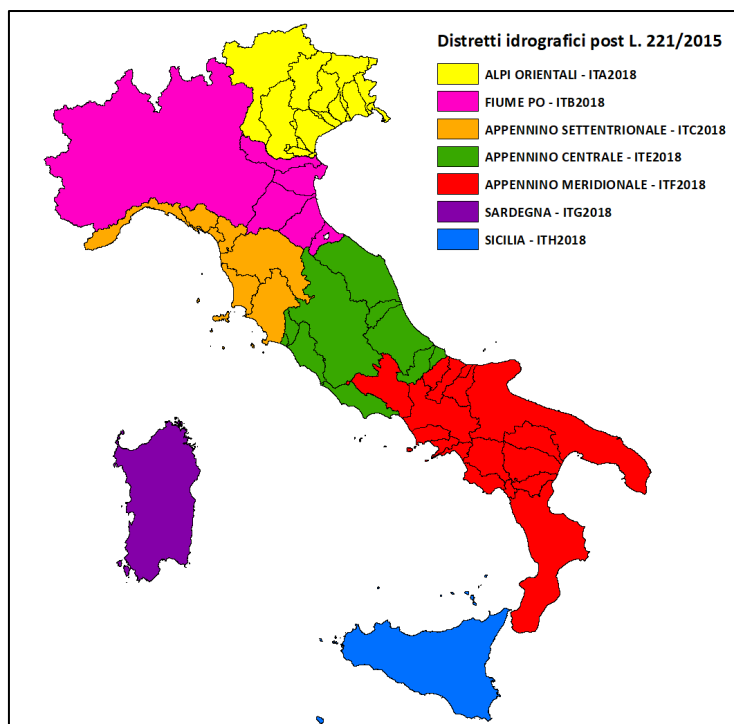 Distretti idrografici post L. 221/2015
ALPI ORIENTALI - ITA2018
FIUME PO - ITB2018
APPENNINO SETTENTRIONALE - ITC2018
APPENNINO CENTRALE - ITE2018
APPENNINO MERIDIONALE - ITF2018
SARDEGNA - ITG2018
SICILIA - ITH2018